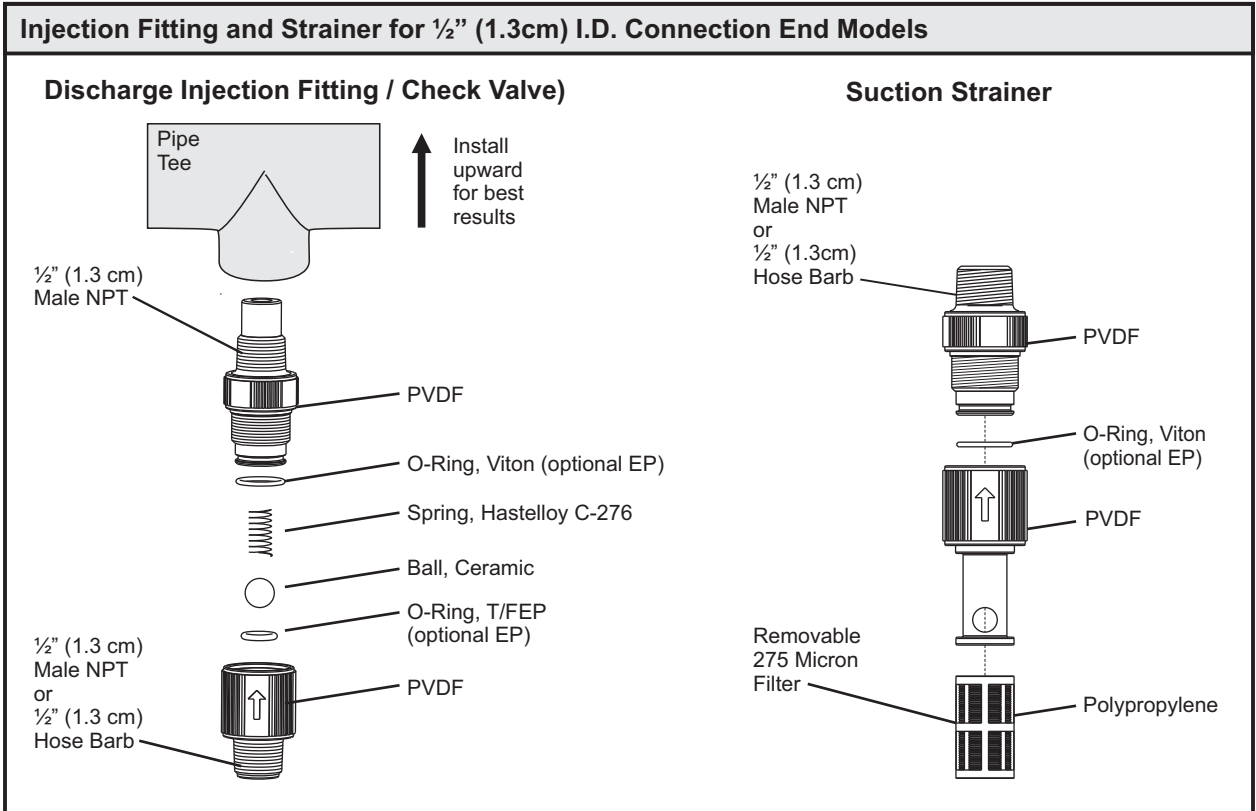 Injection Fitting and Strainer for ½” (1.3cm) I.D. Connection End Models
Discharge Injection Fitting / Check Valve)
Pipe
Tee
Install
upward
for best
results
½” (1.3 cm)
Male NPT
PVDF
O-Ring, Viton (optional EP)
Spring, Hastelloy C-276
Ball, Ceramic
O-Ring, T/FEP
(optional EP)
½” (1.3 cm)
Male NPT
or
½” (1.3 cm)
Hose Barb
PVDF
Suction Strainer
½” (1.3 cm)
Male NPT
or
½” (1.3cm)
Hose Barb
PVDF
O-Ring, Viton
(optional EP)
PVDF
Removable
275 Micron
Filter
Polypropylene